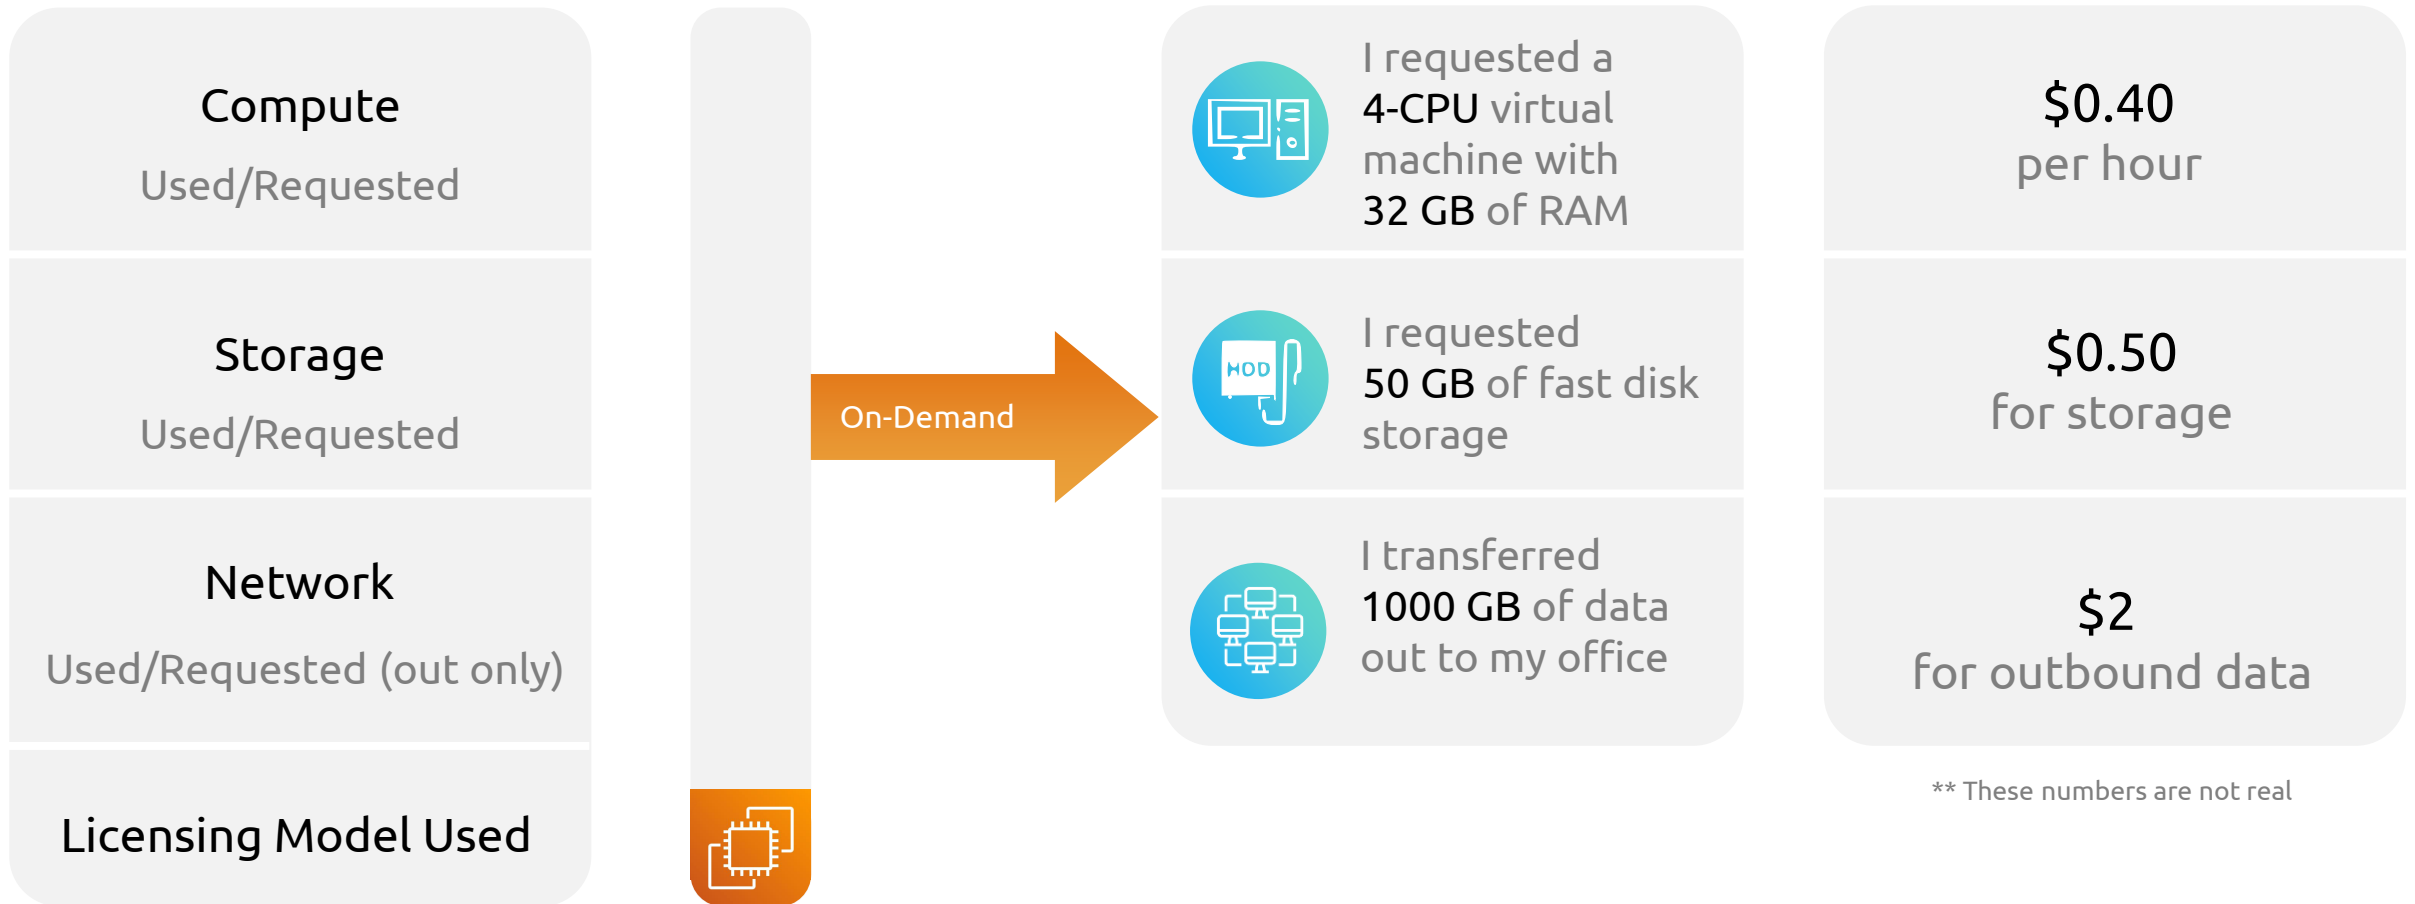 Compute
Used/Requested
Storage
Used/Requested
Network
Used/Requested (out only)
Licensing Model Used
On-Demand
I requested a
4-CPU virtual
machine with
32 GB of RAM
HDD
I requested
50 GB of fast disk
storage
I transferred
1000 GB of data
out to my office
$0.40
per hour
$0.50
for storage
$2
for outbound data
** These numbers are not real